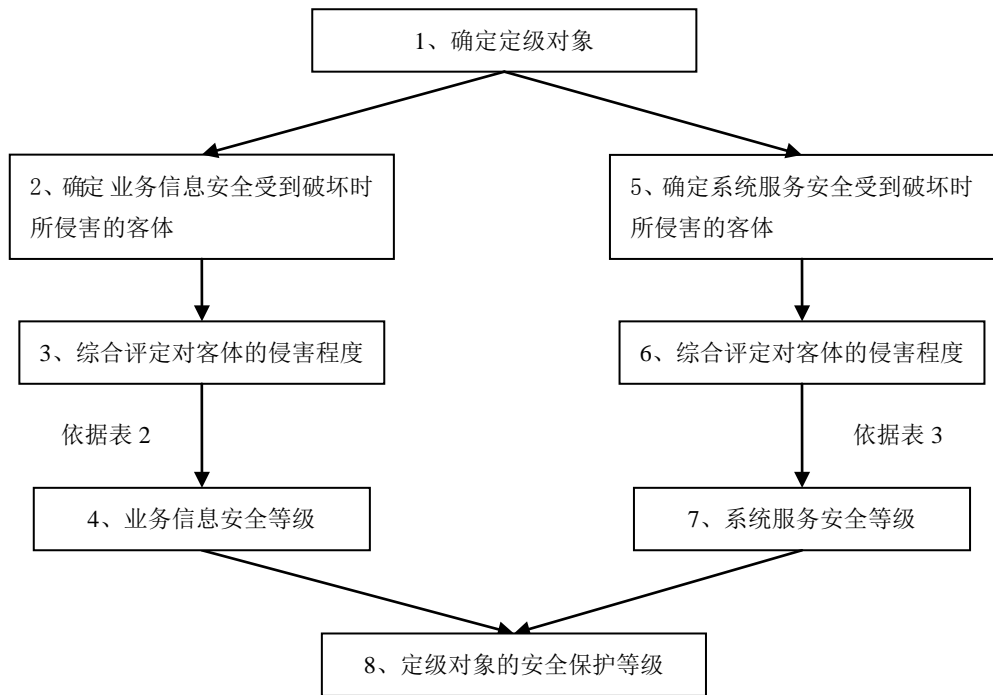 1、确定定级对象
2、确定业务信息安全受到破坏时
所侵害的客体
5、确定系统服务安全受到破坏时
所侵害的客体
3、综合评定对客体的侵害程度
6、综合评定对客体的侵害程度
依据表 2
依据表 3
4、业务信息安全等级
7、系统服务安全等级
8、定级对象的安全保护等级